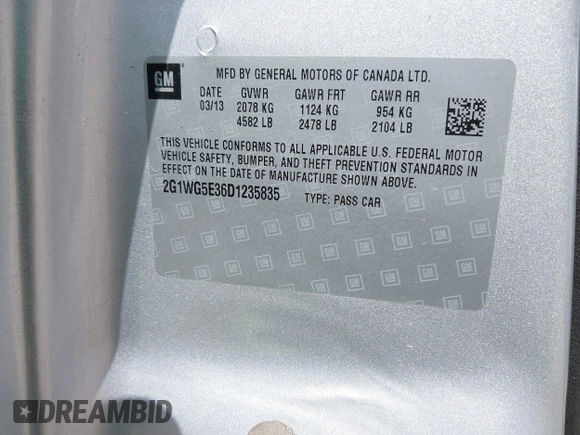 GM
MFD BY GENERAL MOTORS OF CANADA LTD.
DATE GVWR GAWR FRT GAWR RR
03/13 2078 KG 1124 KG 954 KG
4582 LB 2478 LB 2104 LB
THIS VEHICLE CONFORMS TO ALL APPLICABLE U.S. FEDERAL MOTOR
VEHICLE SAFETY, BUMPER, AND THEFT PREVENTION STANDARDS IN
EFFECT ON THE DATE OF MANUFACTURE SHOWN ABOVE.
2G1WG5E36D1235835 TYPE: PASS CAR
DREAMBID